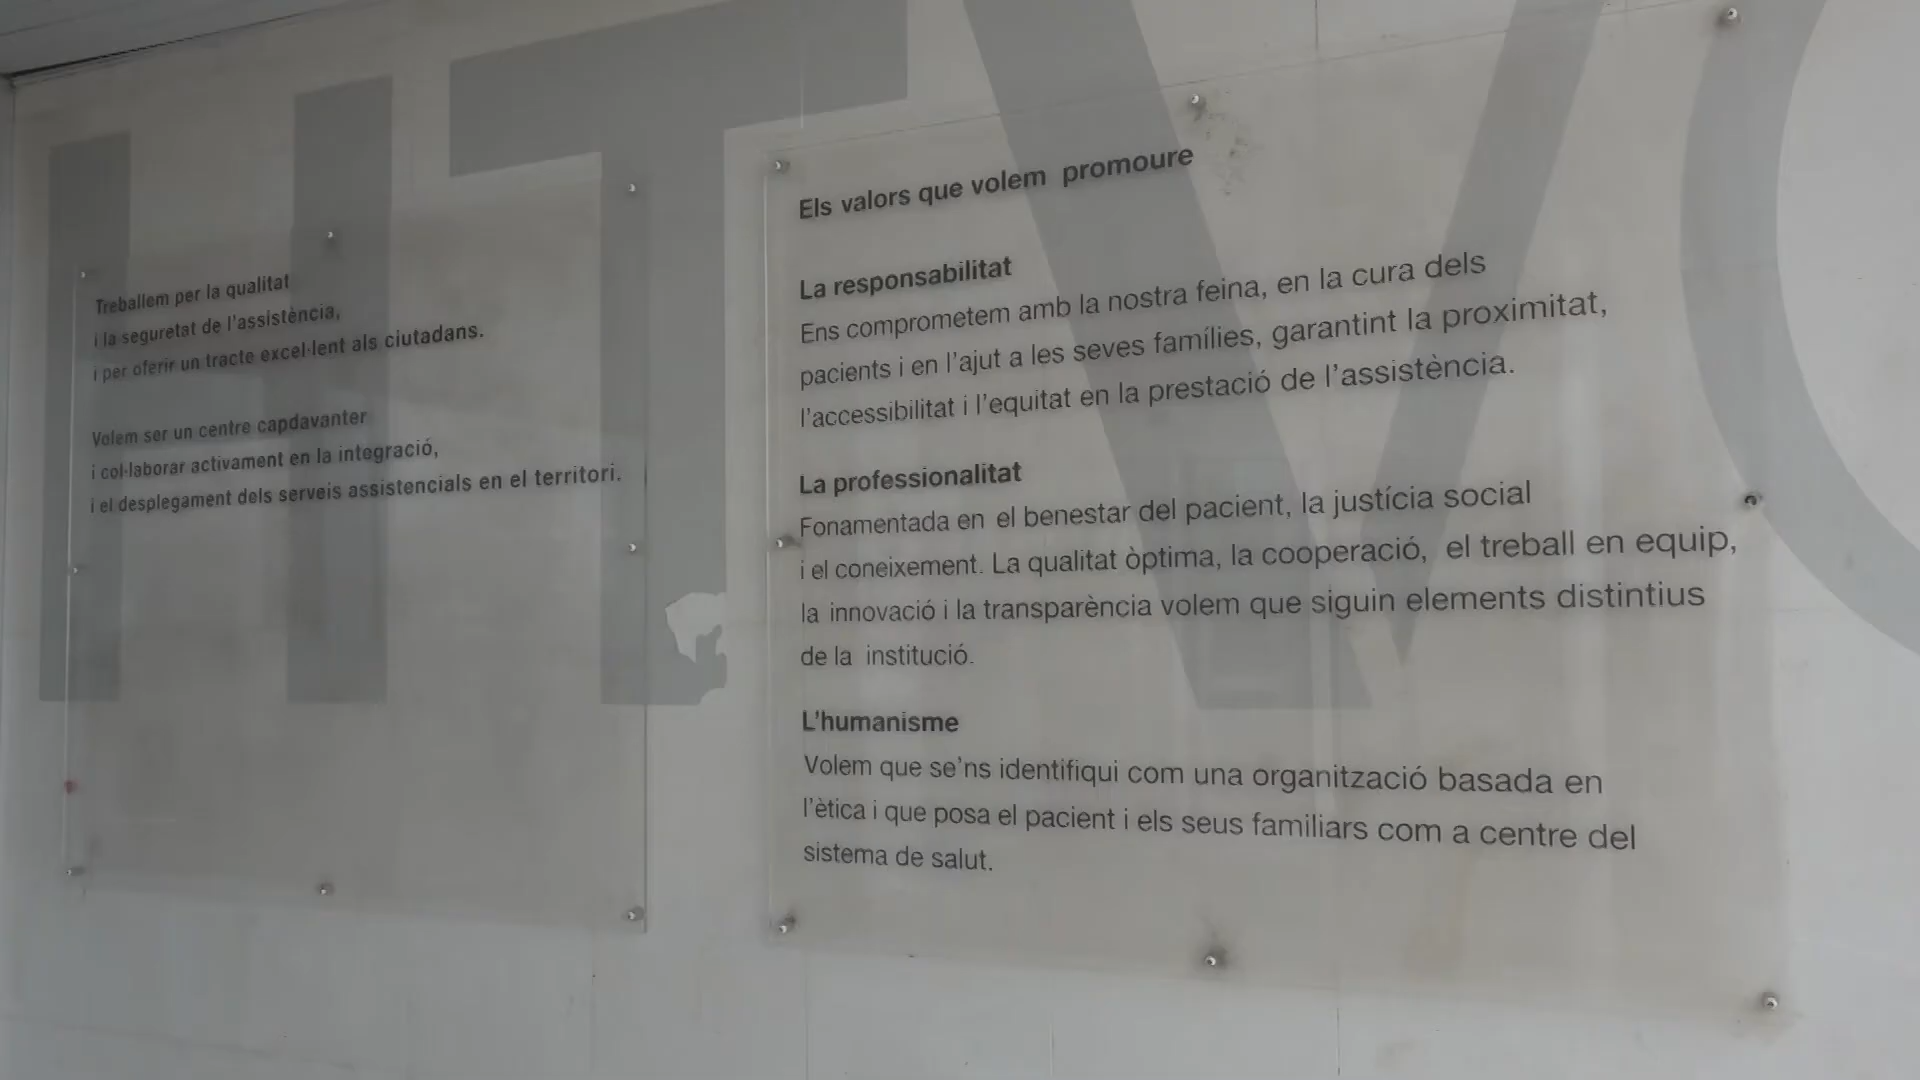 HTVC
Treballem per la qualitat
i la seguretat de l'assistència,
i per oferir un tracte excel·lent als ciutadans.
Volem ser un centre capdavanter
i col·laborar activament en la integració,
i el desplegament dels serveis assistencials en el territori.
Els valors que volem promoure
La responsabilitat
Ens comprometem amb la nostra feina, en la cura dels
pacients i en l'ajut a les seves famílies, garantint la proximitat,
l'accessibilitat i l'equitat en la prestació de l'assistència.
La professionalitat
Fonamentada en el benestar del pacient, la justícia social
i el coneixement. La qualitat òptima, la cooperació, el treball en equip,
la innovació i la transparència volem que siguin elements distintius
de la institució.
L'humanisme
Volem que se'ns identifiqui com una organització basada en
l'ètica i que posa el pacient i els seus familiars com a centre del
sistema de salut.